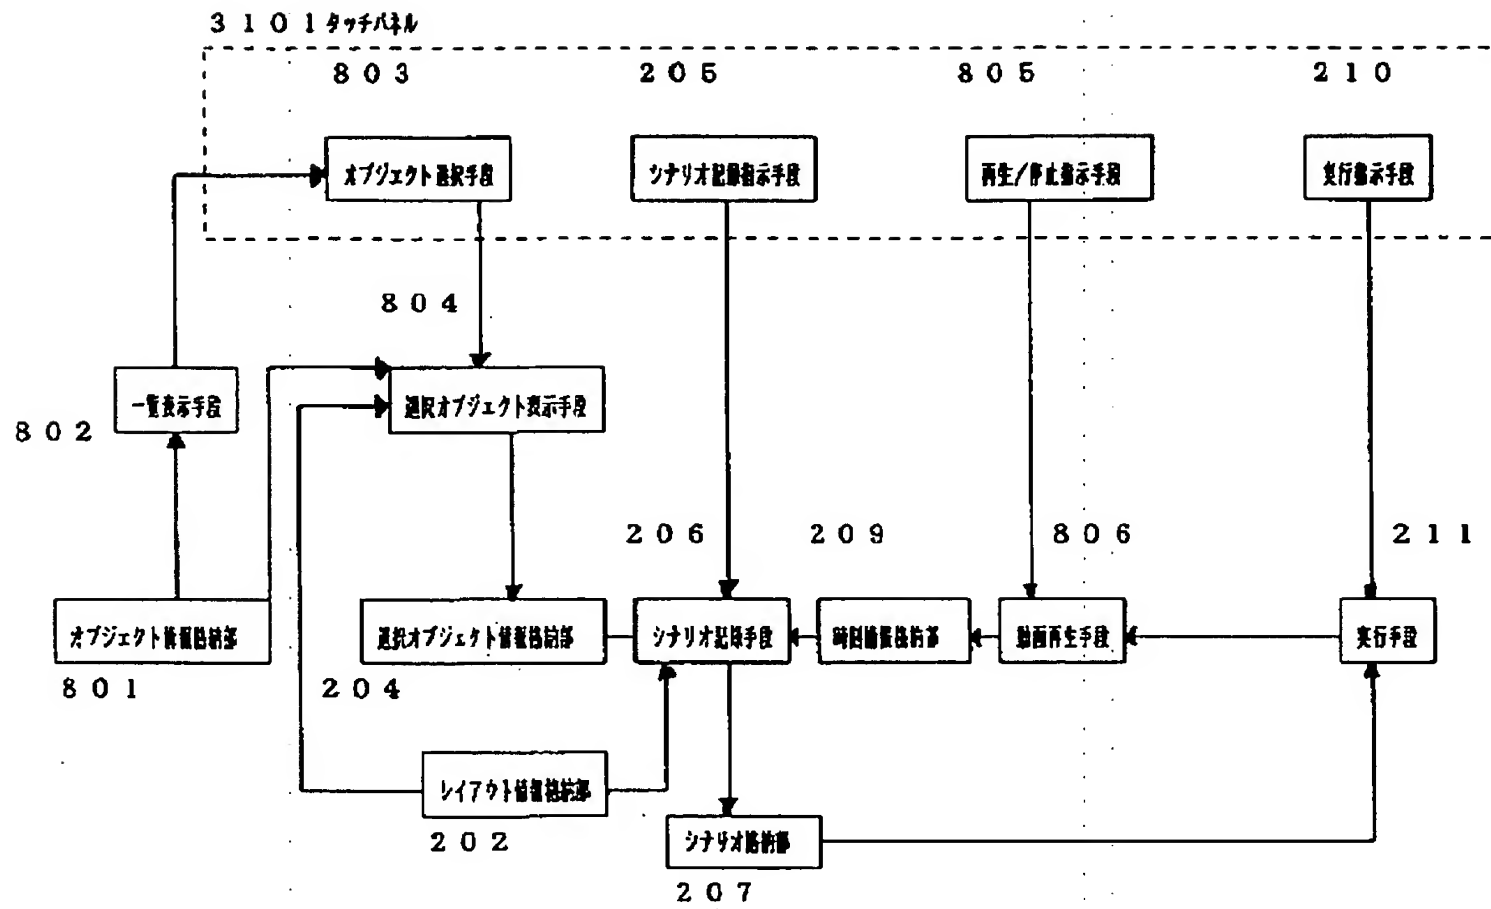 3101タッチパネル
803
205
805
210
オブジェクト選択手段
シナリオ記録指示手段
再生/停止指示手段
実行指示手段
804
一覧表示手段
選択オブジェクト表示手段
802
206
209
806
211
オブジェクト情報格納部
選択オブジェクト情報格納部
シナリオ記録手段
時間情報格納部
動画再生手段
実行手段
801
204
レイアウト情報格納部
202
シナリオ格納部
207